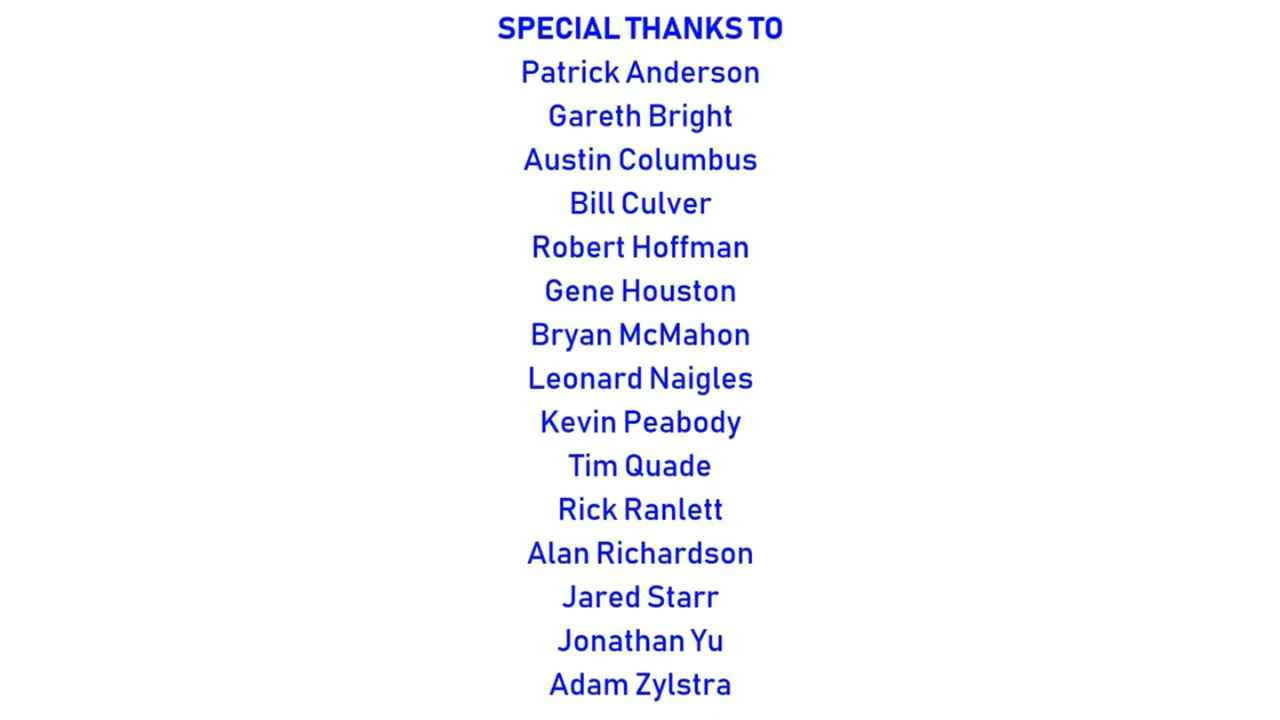 SPECIAL THANKS TO
Patrick Anderson
Gareth Bright
Austin Columbus
Bill Culver
Robert Hoffman
Gene Houston
Bryan McMahon
Leonard Naigles
Kevin Peabody
Tim Quade
Rick Ranlett
Alan Richardson
Jared Starr
Jonathan Yu
Adam Zylstra